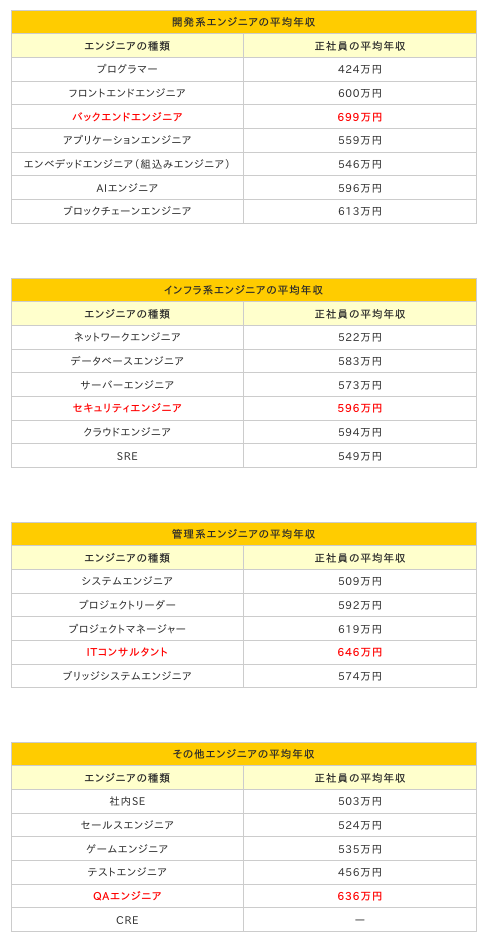 開発系エンジニアの平均年収
エンジニアの種類 正社員の平均年収
プログラマー 424万円
フロントエンドエンジニア 600万円
バックエンドエンジニア 699万円
アプリケーションエンジニア 559万円
エンベデッドエンジニア（組込みエンジニア） 546万円
AIエンジニア 596万円
ブロックチェーンエンジニア 613万円
インフラ系エンジニアの平均年収
エンジニアの種類 正社員の平均年収
ネットワークエンジニア 522万円
データベースエンジニア 583万円
サーバーエンジニア 573万円
セキュリティエンジニア 596万円
クラウドエンジニア 594万円
SRE 549万円
管理系エンジニアの平均年収
エンジニアの種類 正社員の平均年収
システムエンジニア 509万円
プロジェクトリーダー 592万円
プロジェクトマネージャー 619万円
ITコンサルタント 646万円
ブリッジシステムエンジニア 574万円
その他エンジニアの平均年収
エンジニアの種類 正社員の平均年収
社内SE 503万円
セールスエンジニア 524万円
ゲームエンジニア 535万円
テストエンジニア 456万円
QAエンジニア 636万円
CRE ―